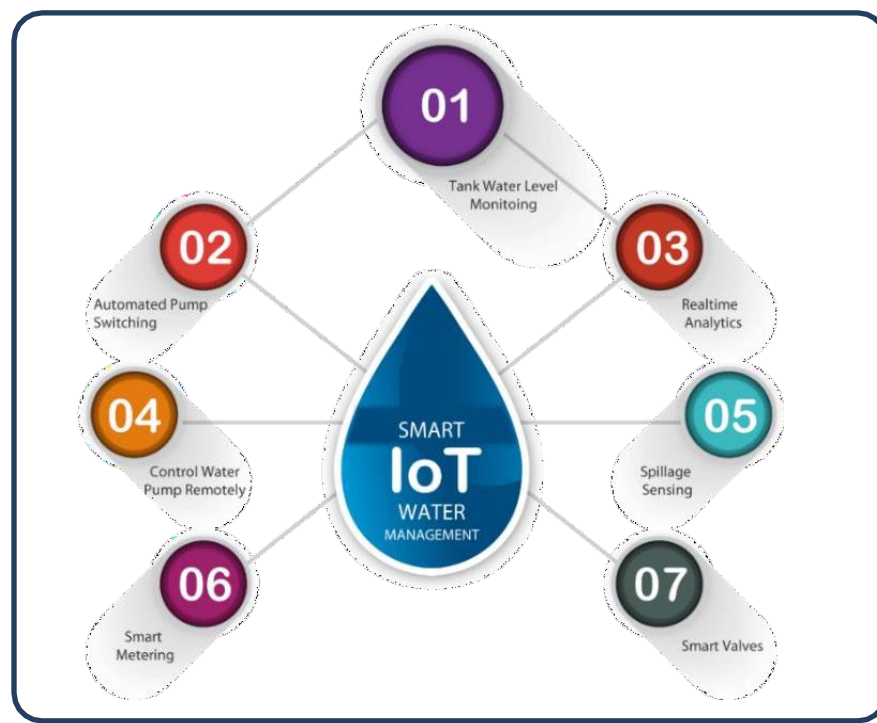 01
Tank Water Level
Monitoing
02
Automated Pump
Switching
03
Realtime
Analytics
04
Control Water
Pump Remotely
SMART
IoT
WATER
MANAGEMENT
05
Spillage
Sensing
06
Smart
Metering
07
Smart Valves